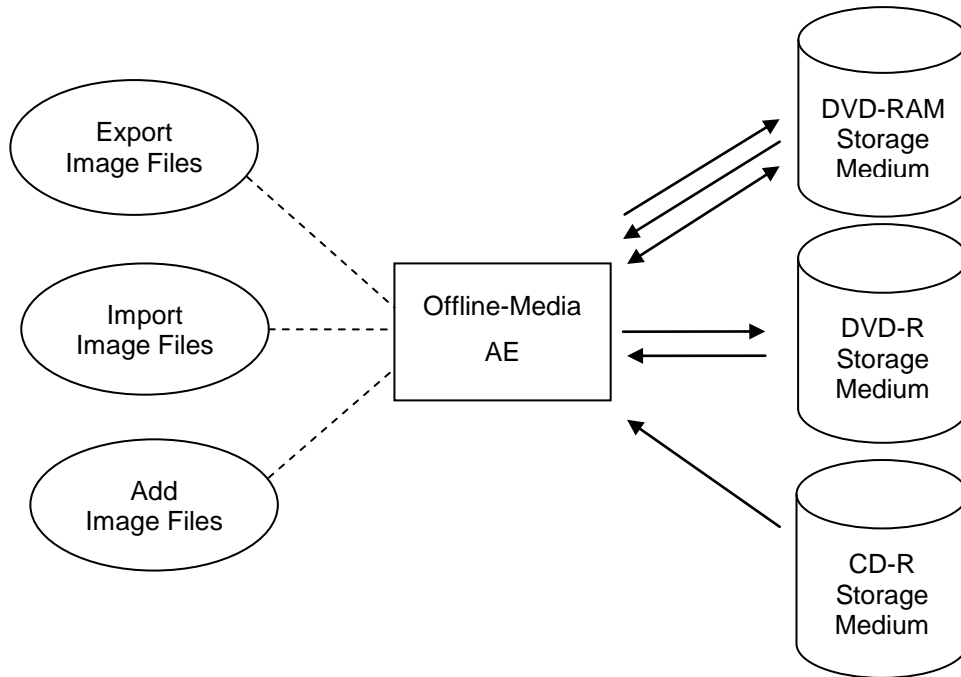 Export
Image Files
Import
Image Files
Add
Image Files
Offline-Media
AE
DVD-RAM
Storage
Medium
DVD-R
Storage
Medium
CD-R
Storage
Medium